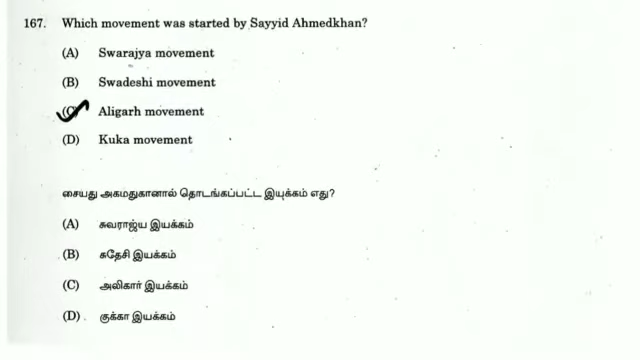 167. Which movement was started by Sayyid Ahmedkhan?
(A) Swarajya movement
(B) Swadeshi movement
(C) Aligarh movement
(D) Kuka movement
சையது அகமதுகானால் தொடங்கப்பட்ட இயக்கம் எது?
(A) சுவராஜ்ய இயக்கம்
(B) சுதேசி இயக்கம்
(C) அலிகார் இயக்கம்
(D) குக்கா இயக்கம்